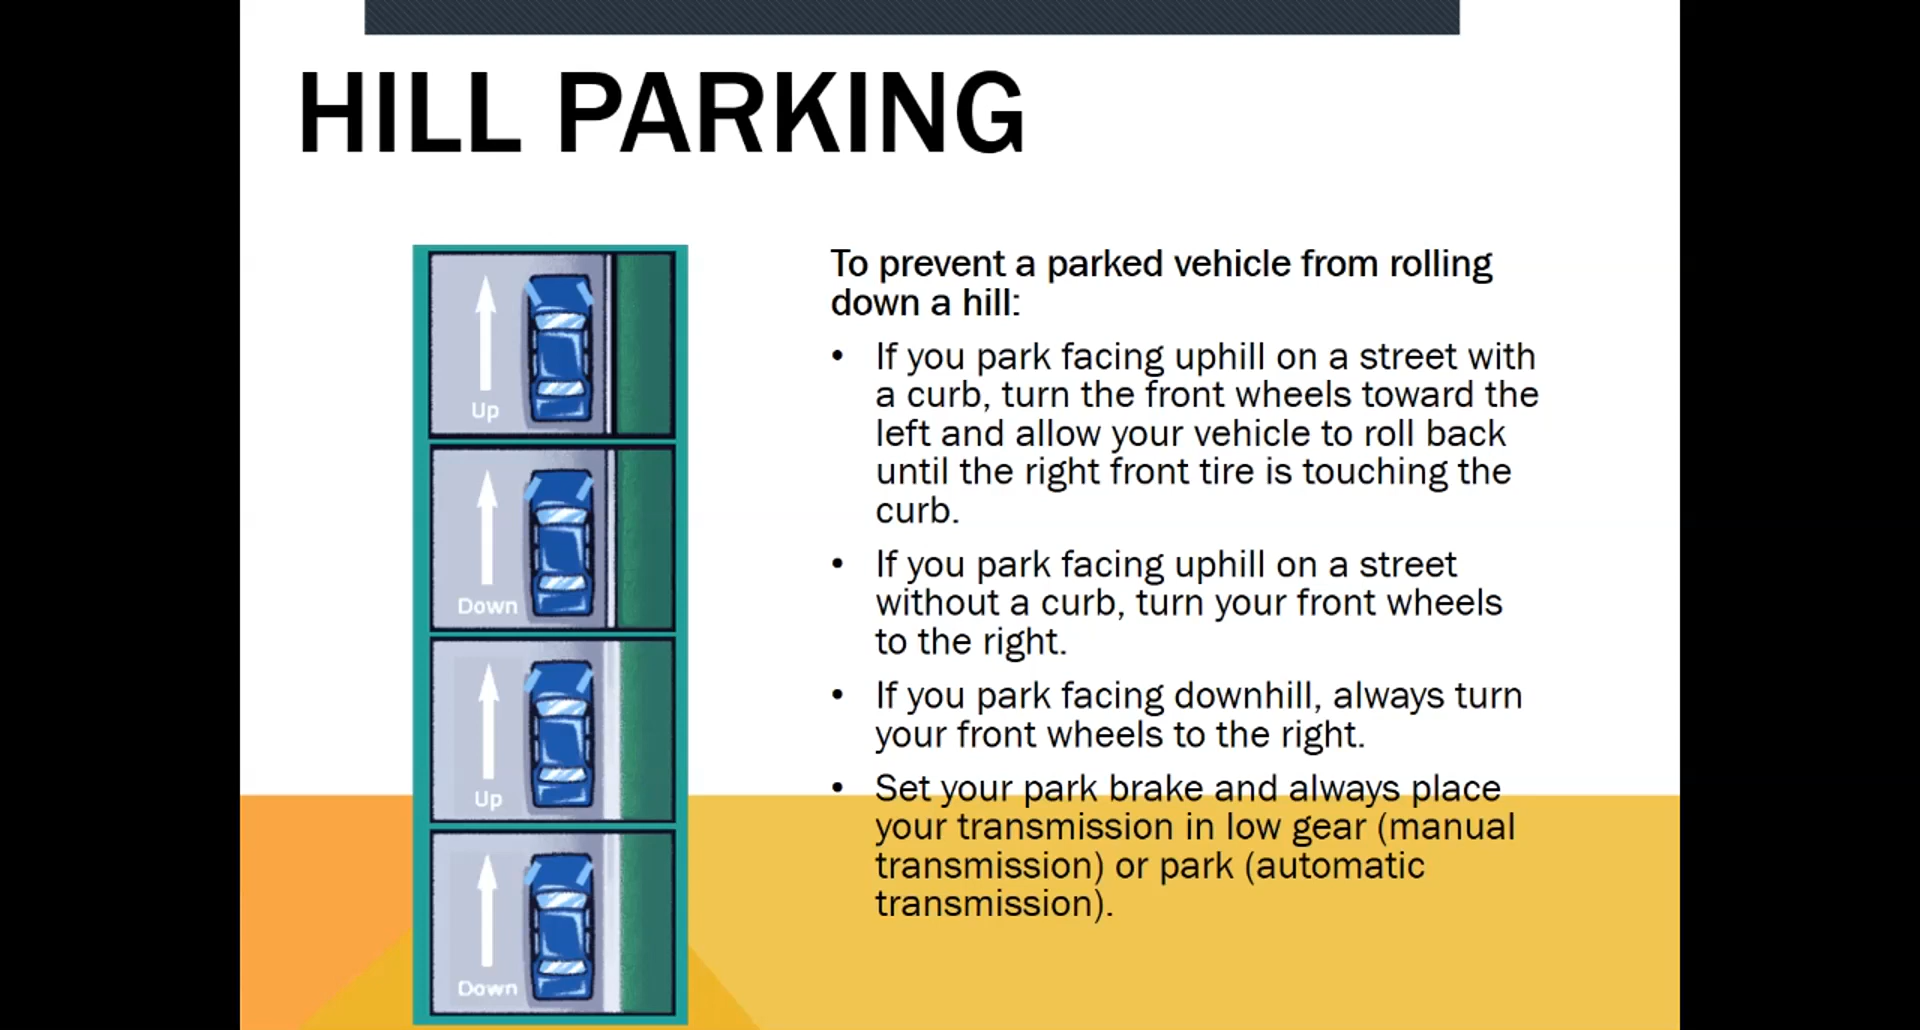 HILL PARKING
Up
Down
Up
Down
To prevent a parked vehicle from rolling
down a hill:
• If you park facing uphill on a street with
a curb, turn the front wheels toward the
left and allow your vehicle to roll back
until the right front tire is touching the
curb.
• If you park facing uphill on a street
without a curb, turn your front wheels
to the right.
• If you park facing downhill, always turn
your front wheels to the right.
• Set your park brake and always place
your transmission in low gear (manual
transmission) or park (automatic
transmission).